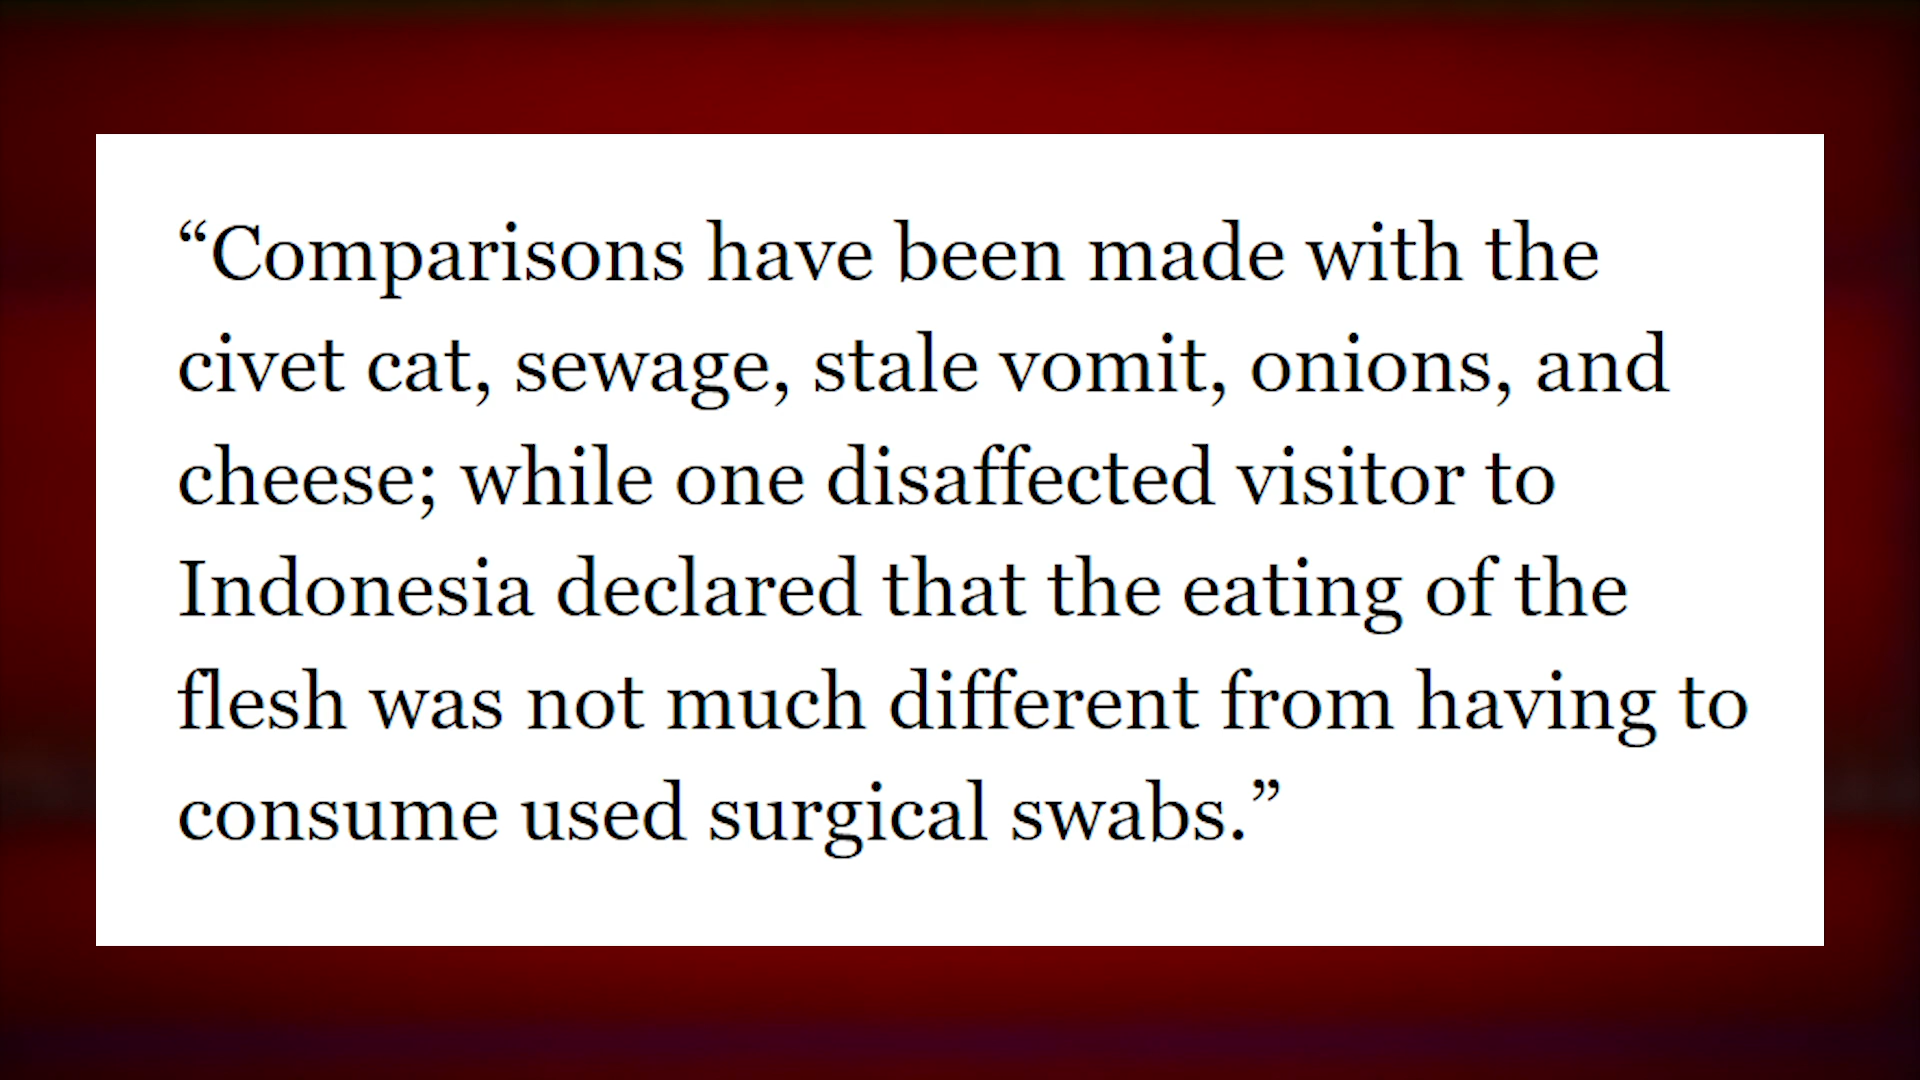 “Comparisons have been made with the
civet cat, sewage, stale vomit, onions, and
cheese; while one disaffected visitor to
Indonesia declared that the eating of the
flesh was not much different from having to
consume used surgical swabs.”